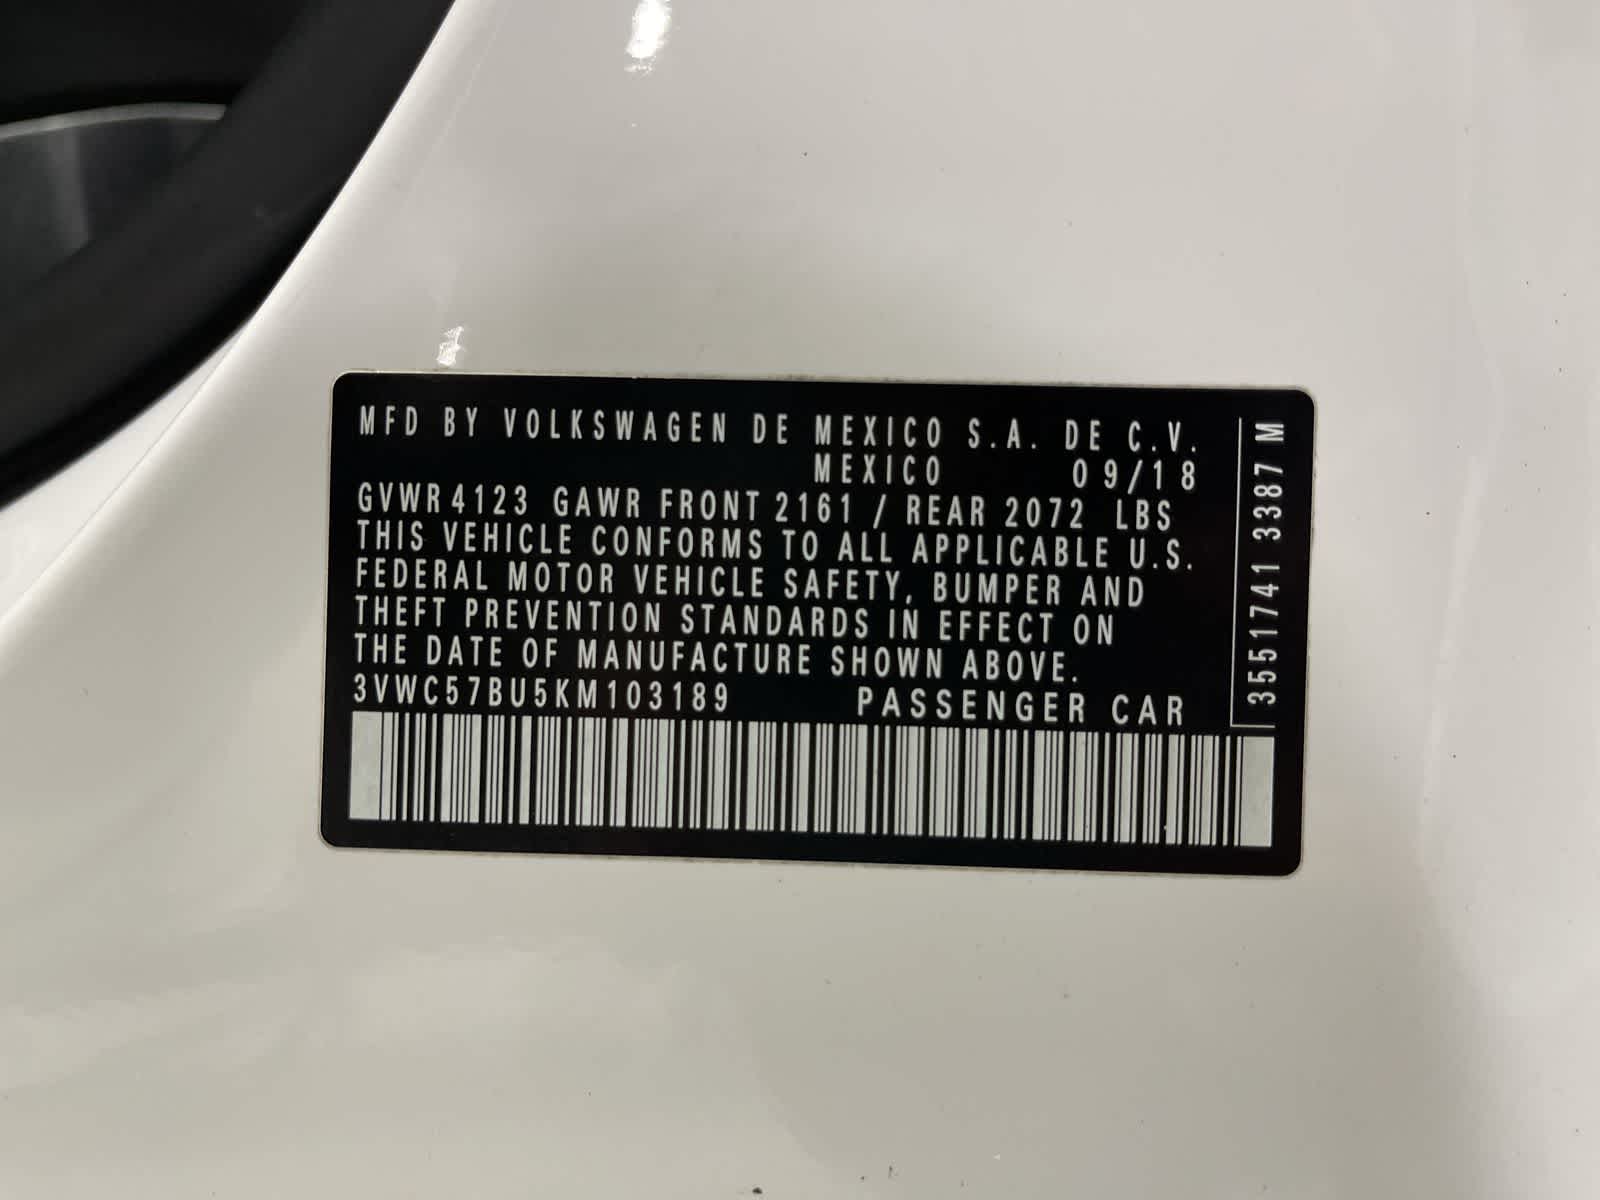 MFD BY VOLKSWAGEN DE MEXICO S.A. DE C.V.
MEXICO 09/18
GVWR 4123 GAWR FRONT 2161 / REAR 2072 LBS
THIS VEHICLE CONFORMS TO ALL APPLICABLE U.S.
FEDERAL MOTOR VEHICLE SAFETY, BUMPER AND
THEFT PREVENTION STANDARDS IN EFFECT ON
THE DATE OF MANUFACTURE SHOWN ABOVE.
3VWC57BU5KM103189 PASSENGER CAR
3551741 3387 M